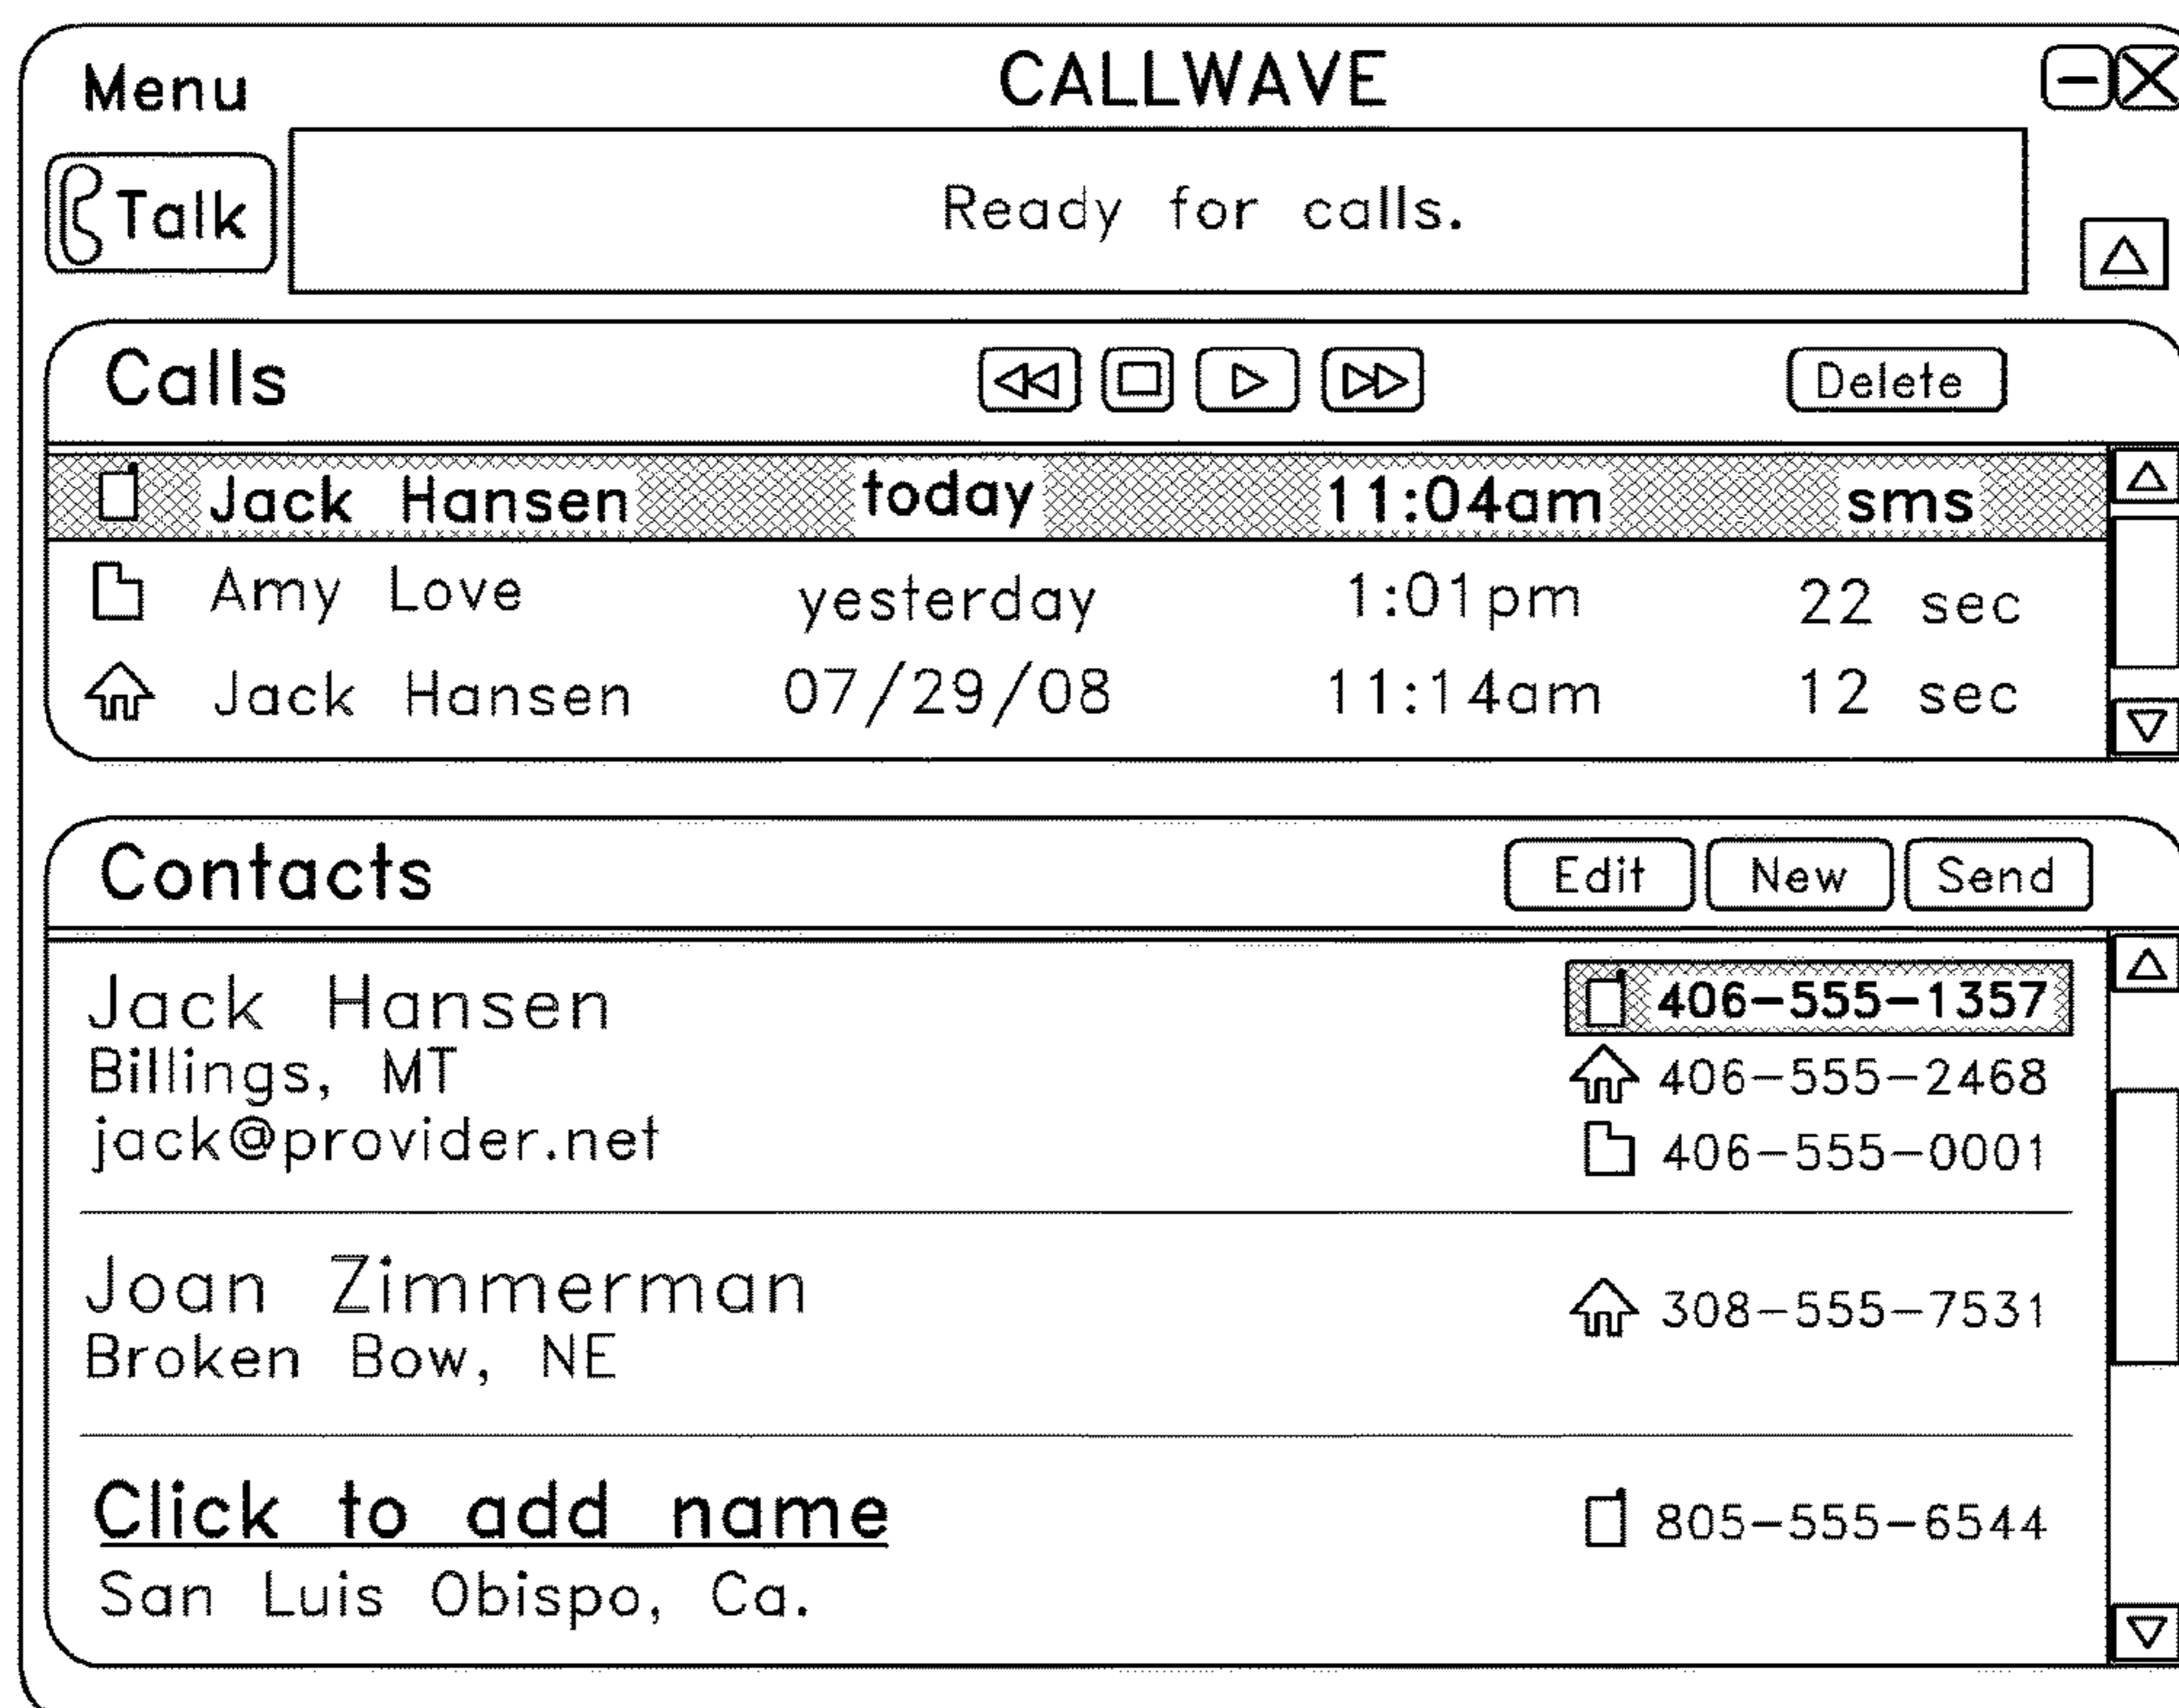 Menu CALLWAVE
Talk Ready for calls.
Calls Delete
Jack Hansen today 11:04am sms
Amy Love yesterday 1:01pm 22 sec
Jack Hansen 07/29/08 11:14am 12 sec
Contacts Edit New Send
Jack Hansen 406-555-1357
Billings, MT 406-555-2468
jack@provider.net 406-555-0001
Joan Zimmerman 308-555-7531
Broken Bow, NE
Click to add name 805-555-6544
San Luis Obispo, Ca.